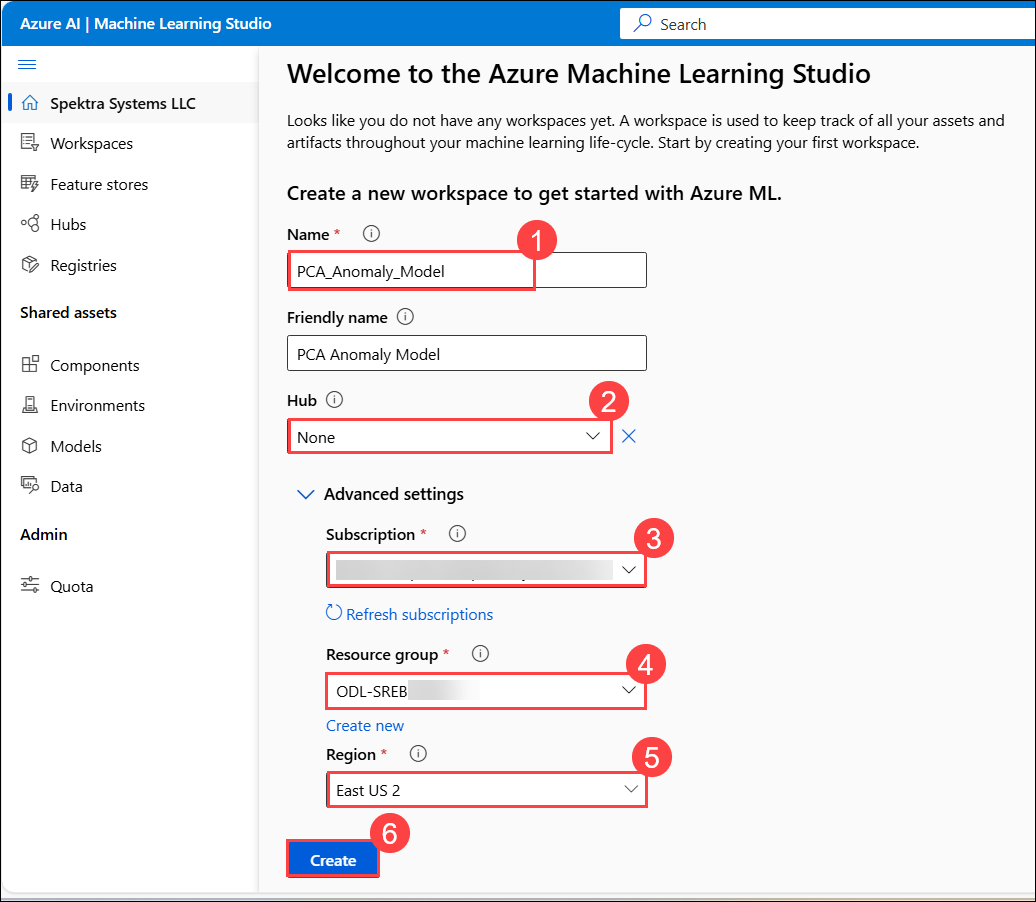 Azure AI | Machine Learning Studio
Search
Spektra Systems LLC
Workspaces
Feature stores
Hubs
Registries
Shared assets
Components
Environments
Models
Data
Admin
Quota
Welcome to the Azure Machine Learning Studio
Looks like you do not have any workspaces yet. A workspace is used to keep track of all your assets and
artifacts throughout your machine learning life-cycle. Start by creating your first workspace.
Create a new workspace to get started with Azure ML.
Name *
1
PCA_Anomaly_Model
Friendly name
PCA Anomaly Model
Hub
2
None
Advanced settings
Subscription *
3
Refresh subscriptions
Resource group *
4
ODL-SREB
Create new
Region *
5
East US 2
6
Create